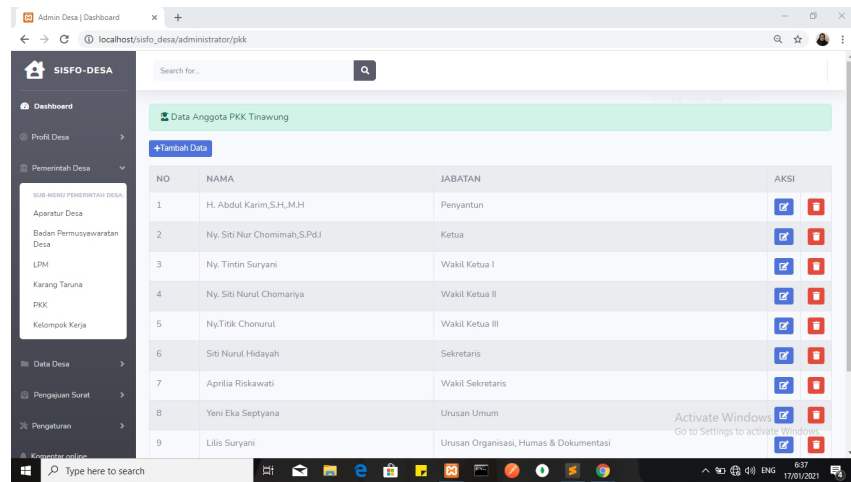 Admin Desa | Dashboard
localhost/sisfo_desa/administrator/pkk
SISFO-DESA
Search for...
Dashboard
Profil Desa
Pemerintah Desa
SUB-MENU PEMERINTAH DESA:
Aparatur Desa
Badan Permusyawaratan
Desa
LPM
Karang Taruna
PKK
Kelompok Kerja
Data Desa
Pengajuan Surat
Pengaturan
Komentar online
Data Anggota PKK Tinawung
+Tambah Data
NO NAMA JABATAN AKSI
1 H. Abdul Karim,S.H,.M.H Penyantun
2 Ny. Siti Nur Chomimah,S.Pd.I Ketua
3 Ny. Tintin Suryani Wakil Ketua I
4 Ny. Siti Nurul Chomariya Wakil Ketua II
5 Ny,Titik Chonurul Wakil Ketua III
6 Siti Nurul Hidayah Sekretaris
7 Aprilia Riskawati Wakil Sekretaris
8 Yeni Eka Septyana Urusan Umum
9 Lilis Suryani Urusan Organisasi, Humas & Dokumentasi
Activate Windows
Go to Settings to activate Windows.
Type here to search
ENG
6:37
17/01/2021